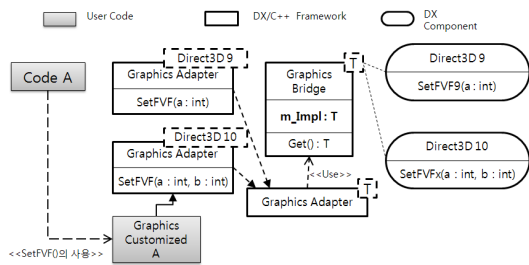 User Code
DX/C++ Framework
DX
Component
Code A
Direct3D 9
Graphics Adapter
SetFVF(a : int)
Direct3D 10
Graphics Adapter
SetFVF(a : int, b : int)
Graphics
Customized
A
<<SetFVF()의 사용>>
T
Graphics
Bridge
m_Impl : T
Get() : T
<<Use>>
T
Graphics Adapter
Direct3D 9
SetFVF9(a : int)
Direct3D 10
SetFVFx(a : int, b : int)